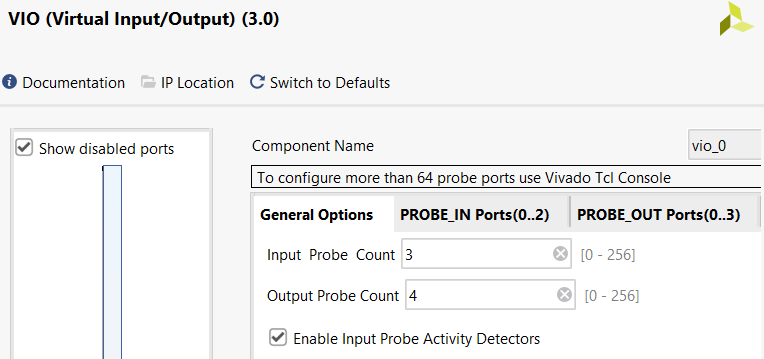 VIO (Virtual Input/Output) (3.0)
Documentation IP Location Switch to Defaults
Show disabled ports
Component Name vio_0
To configure more than 64 probe ports use Vivado Tcl Console
General Options PROBE_IN Ports(0..2) PROBE_OUT Ports(0..3)
Input Probe Count 3 [0 - 256]
Output Probe Count 4 [0 - 256]
Enable Input Probe Activity Detectors